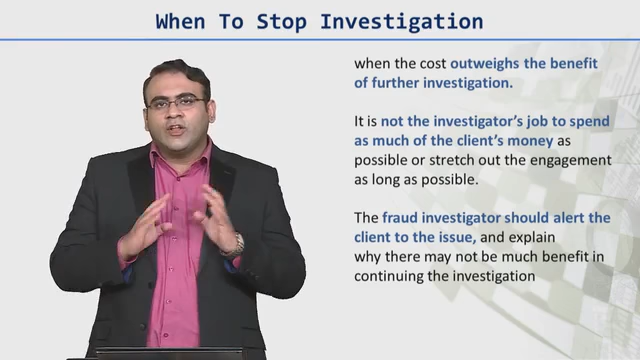 When To Stop Investigation
when the cost outweighs the benefit
of further investigation.
It is not the investigator's job to spend
as much of the client's money as
possible or stretch out the engagement
as long as possible.
The fraud investigator should alert the
client to the issue, and explain
why there may not be much benefit in
continuing the investigation